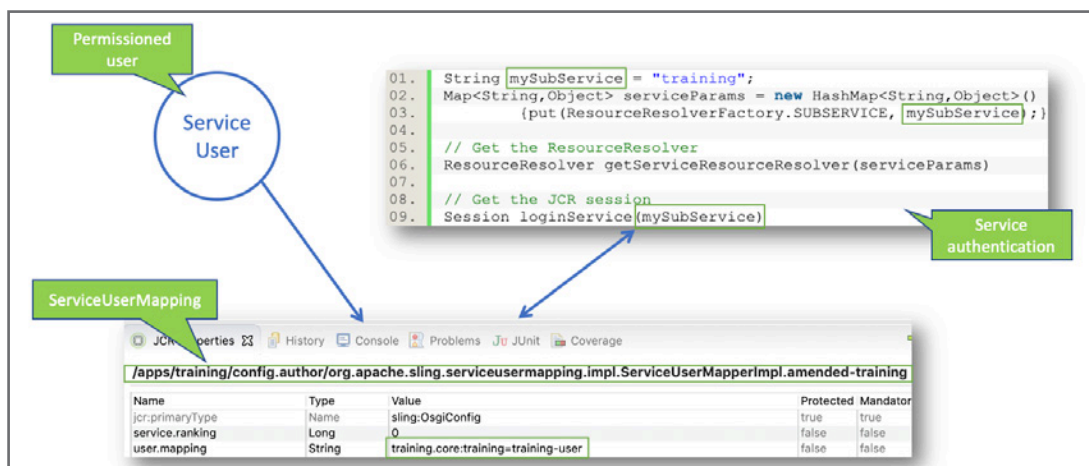 Permissioned
user
Service
User
01. String mySubService = "training";
02. Map<String,Object> serviceParams = new HashMap<String,Object>()
03. {put(ResourceResolverFactory.SUBSERVICE, mySubService);}
04.
05. // Get the ResourceResolver
06. ResourceResolver getServiceResourceResolver(serviceParams)
07.
08. // Get the JCR session
09. Session loginService(mySubService)
Service
authentication
ServiceUserMapping
JCR Properties History Console Problems JUnit Coverage
/apps/training/config.author/org.apache.sling.serviceusermapping.impl.ServiceUserMapperImpl.amended-training
Name Type Value Protected Mandator
jcr:primaryType Name sling:OsgiConfig true true
service.ranking Long 0 false false
user.mapping String training.core:training=training-user false false